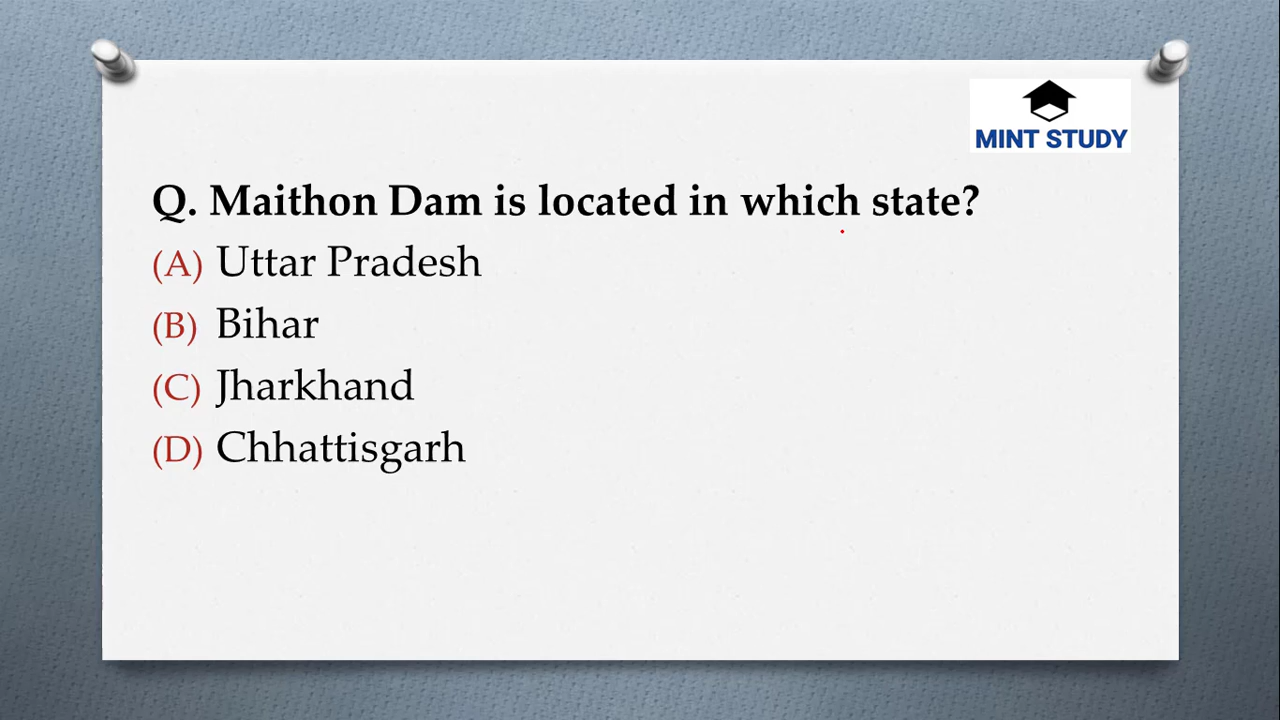 MINT STUDY
Q. Maithon Dam is located in which state?
(A) Uttar Pradesh
(B) Bihar
(C) Jharkhand
(D) Chhattisgarh